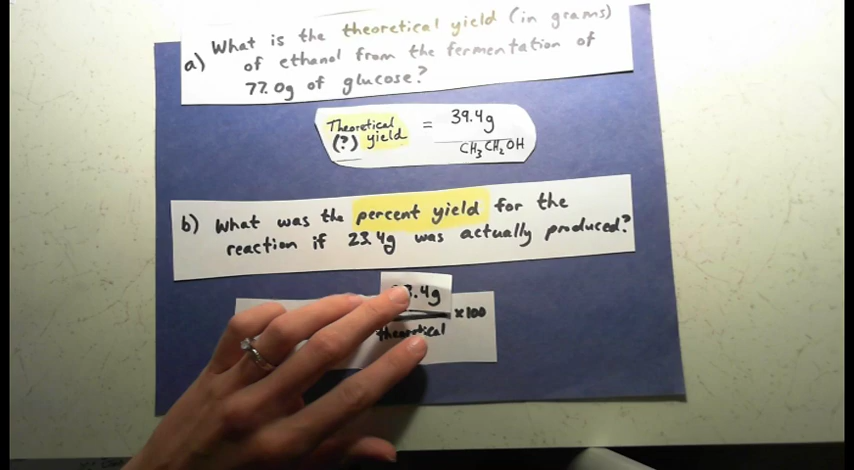 a) What is the theoretical yield (in grams)
of ethanol from the fermentation of
77.0g of glucose?
Theoretical
(?) yield = 39.4g
CH3CH2OH
b) What was the percent yield for the
reaction if 23.4g was actually produced?
3.4g
theoretical x100